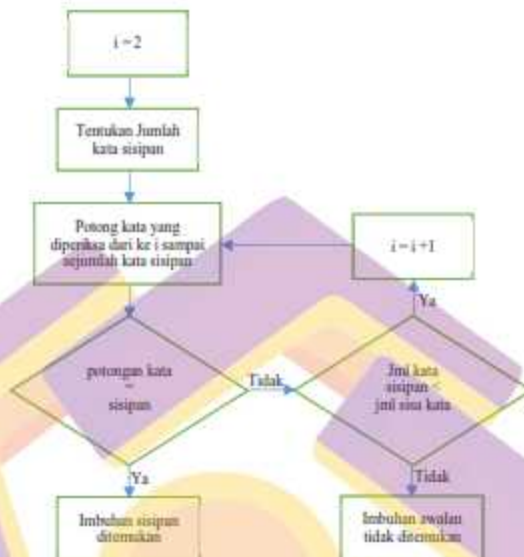 i = 2
Tentukan Jumlah
kata sisipan
Potong kata yang
diperiksa dari ke i sampai
sejumlah kata sisipan
i = i +1
Ya
potongan kata
=
sisipan
Tidak
Jml kata
sisipan <
jml sisa kata
Ya
Tidak
Imbuhan sisipan
ditemukan
Imbuhan awalan
tidak ditemukan